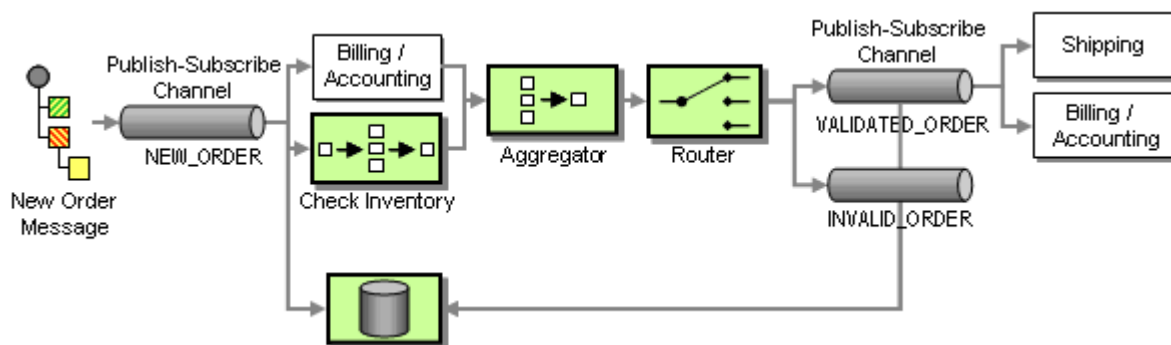 Publish-Subscribe
Channel
NEW_ORDER
New Order
Message
Billing /
Accounting
Check Inventory
Aggregator
Router
Publish-Subscribe
Channel
VALIDATED_ORDER
INVALID_ORDER
Shipping
Billing /
Accounting